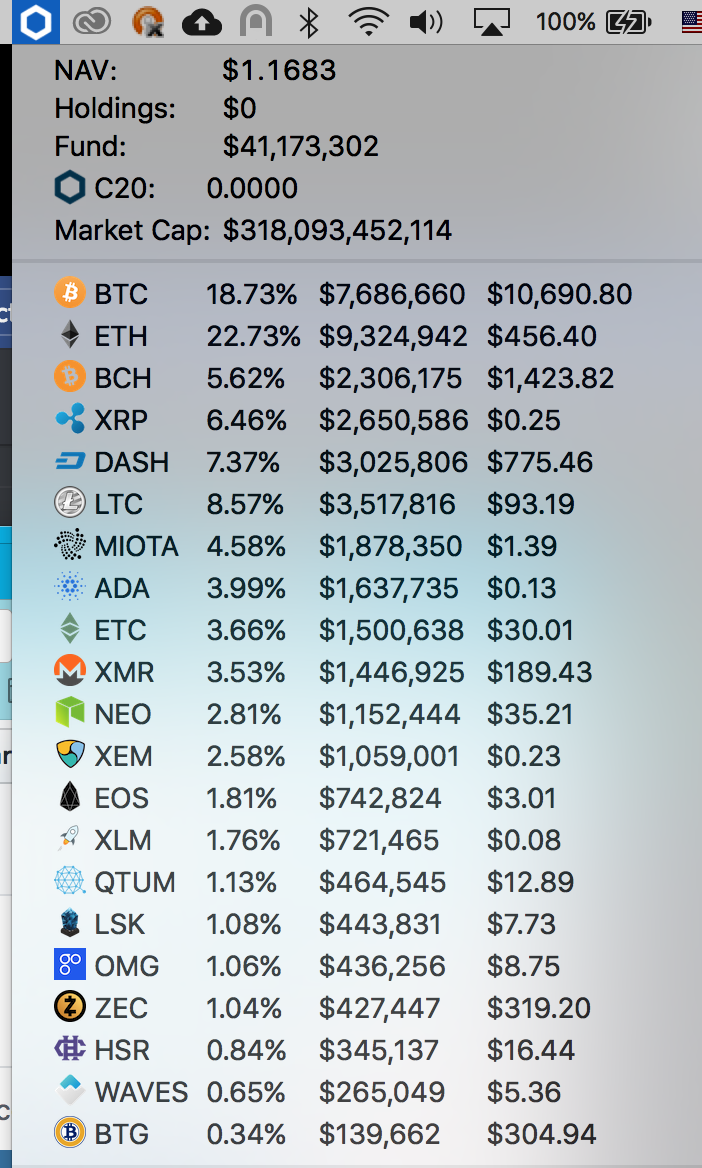 100%
NAV: $1.1683
Holdings: $0
Fund: $41,173,302
C20: 0.0000
Market Cap: $318,093,452,114
BTC 18.73% $7,686,660 $10,690.80
ETH 22.73% $9,324,942 $456.40
BCH 5.62% $2,306,175 $1,423.82
XRP 6.46% $2,650,586 $0.25
DASH 7.37% $3,025,806 $775.46
LTC 8.57% $3,517,816 $93.19
MIOTA 4.58% $1,878,350 $1.39
ADA 3.99% $1,637,735 $0.13
ETC 3.66% $1,500,638 $30.01
XMR 3.53% $1,446,925 $189.43
NEO 2.81% $1,152,444 $35.21
XEM 2.58% $1,059,001 $0.23
EOS 1.81% $742,824 $3.01
XLM 1.76% $721,465 $0.08
QTUM 1.13% $464,545 $12.89
LSK 1.08% $443,831 $7.73
OMG 1.06% $436,256 $8.75
ZEC 1.04% $427,447 $319.20
HSR 0.84% $345,137 $16.44
WAVES 0.65% $265,049 $5.36
BTG 0.34% $139,662 $304.94